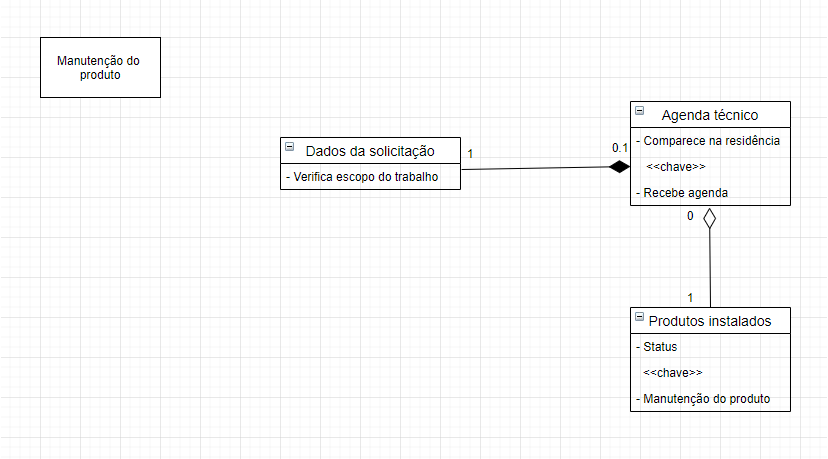 Manutenção do
produto
Dados da solicitação
- Verifica escopo do trabalho
1
0.1
Agenda técnico
- Comparece na residência
<<chave>>
- Recebe agenda
0
1
Produtos instalados
- Status
<<chave>>
- Manutenção do produto